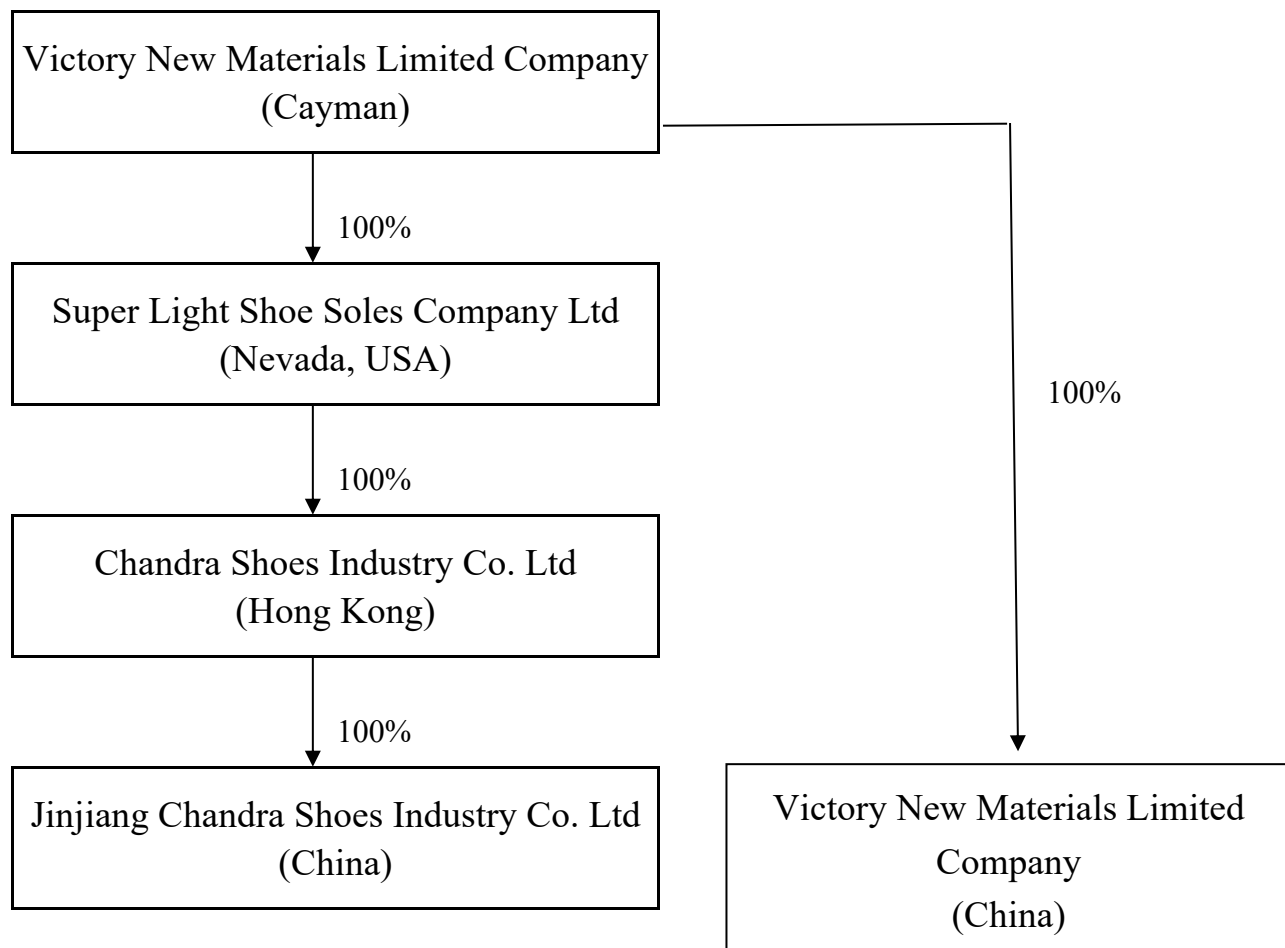 Victory New Materials Limited Company
(Cayman)
100%
Super Light Shoe Soles Company Ltd
(Nevada, USA)
100%
100%
Chandra Shoes Industry Co. Ltd
(Hong Kong)
100%
Jinjiang Chandra Shoes Industry Co. Ltd
(China)
Victory New Materials Limited
Company
(China)